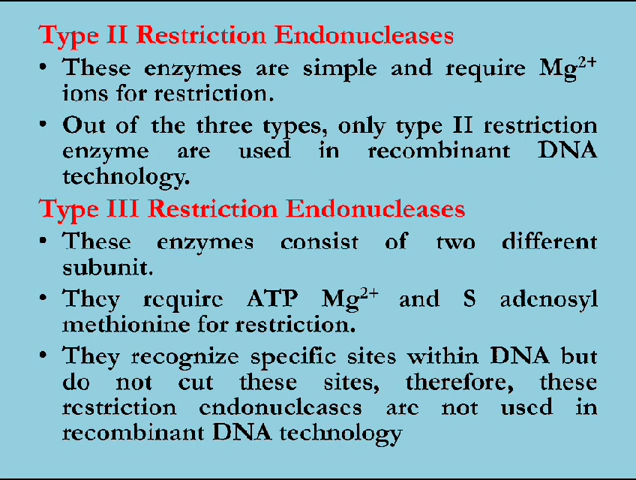 Type II Restriction Endonucleases
• These enzymes are simple and require Mg²⁺
ions for restriction.
• Out of the three types, only type II restriction
enzyme are used in recombinant DNA
technology.
Type III Restriction Endonucleases
• These enzymes consist of two different
subunit.
• They require ATP Mg²⁺ and S adenosyl
methionine for restriction.
• They recognize specific sites within DNA but
do not cut these sites, therefore, these
restriction endonucleases are not used in
recombinant DNA technology